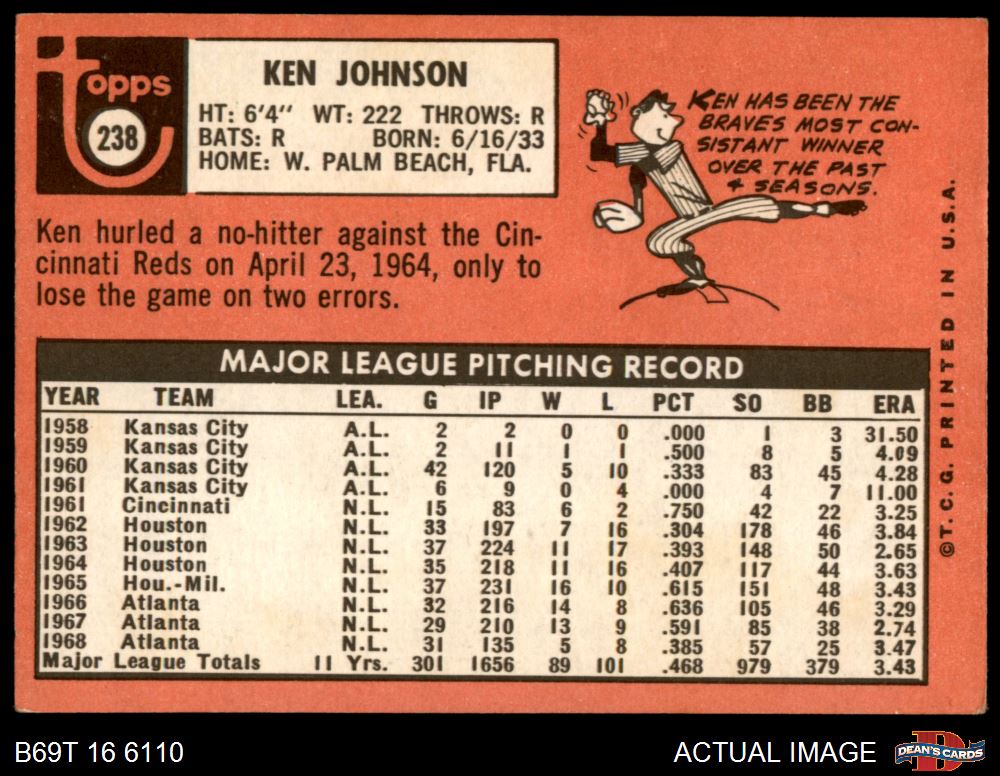 topps
238
KEN JOHNSON
HT: 6'4" WT: 222 THROWS: R
BATS: R BORN: 6/16/33
HOME: W. PALM BEACH, FLA.
KEN HAS BEEN THE
BRAVES MOST CON-
SISTANT WINNER
OVER THE PAST
4 SEASONS.
Ken hurled a no-hitter against the Cin-
cinnati Reds on April 23, 1964, only to
lose the game on two errors.
MAJOR LEAGUE PITCHING RECORD
YEAR TEAM LEA. G IP W L PCT SO BB ERA
1958 Kansas City A.L. 2 2 0 0 .000 1 3 31.50
1959 Kansas City A.L. 2 11 1 1 .500 8 5 4.09
1960 Kansas City A.L. 42 120 5 10 .333 83 45 4.28
1961 Kansas City A.L. 6 9 0 4 .000 4 7 11.00
1961 Cincinnati N.L. 15 83 6 2 .750 42 22 3.25
1962 Houston N.L. 33 197 7 16 .304 178 46 3.84
1963 Houston N.L. 37 224 11 17 .393 148 50 2.65
1964 Houston N.L. 35 218 11 16 .407 117 44 3.63
1965 Hou.-Mil. N.L. 37 231 16 10 .615 151 48 3.43
1966 Atlanta N.L. 32 216 14 8 .636 105 46 3.29
1967 Atlanta N.L. 29 210 13 9 .591 85 38 2.74
1968 Atlanta N.L. 31 135 5 8 .385 57 25 3.47
Major League Totals 11 Yrs. 301 1656 89 101 .468 979 379 3.43
©T.C.G. PRINTED IN U.S.A.
B69T 16 6110
ACTUAL IMAGE
DEAN'S CARDS